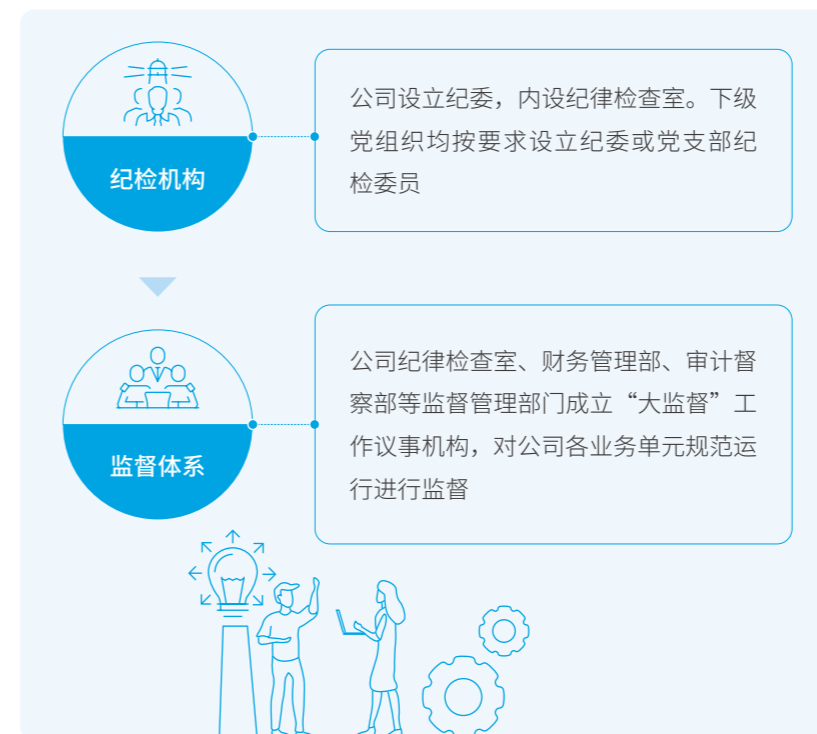 纪检机构
公司设立纪委，内设纪律检查室。下级
党组织均按要求设立纪委或党支部纪
检委员
监督体系
公司纪律检查室、财务管理部、审计督
察部等监督管理部门成立“大监督”工
作议事机构，对公司各业务单元规范运
行进行监督